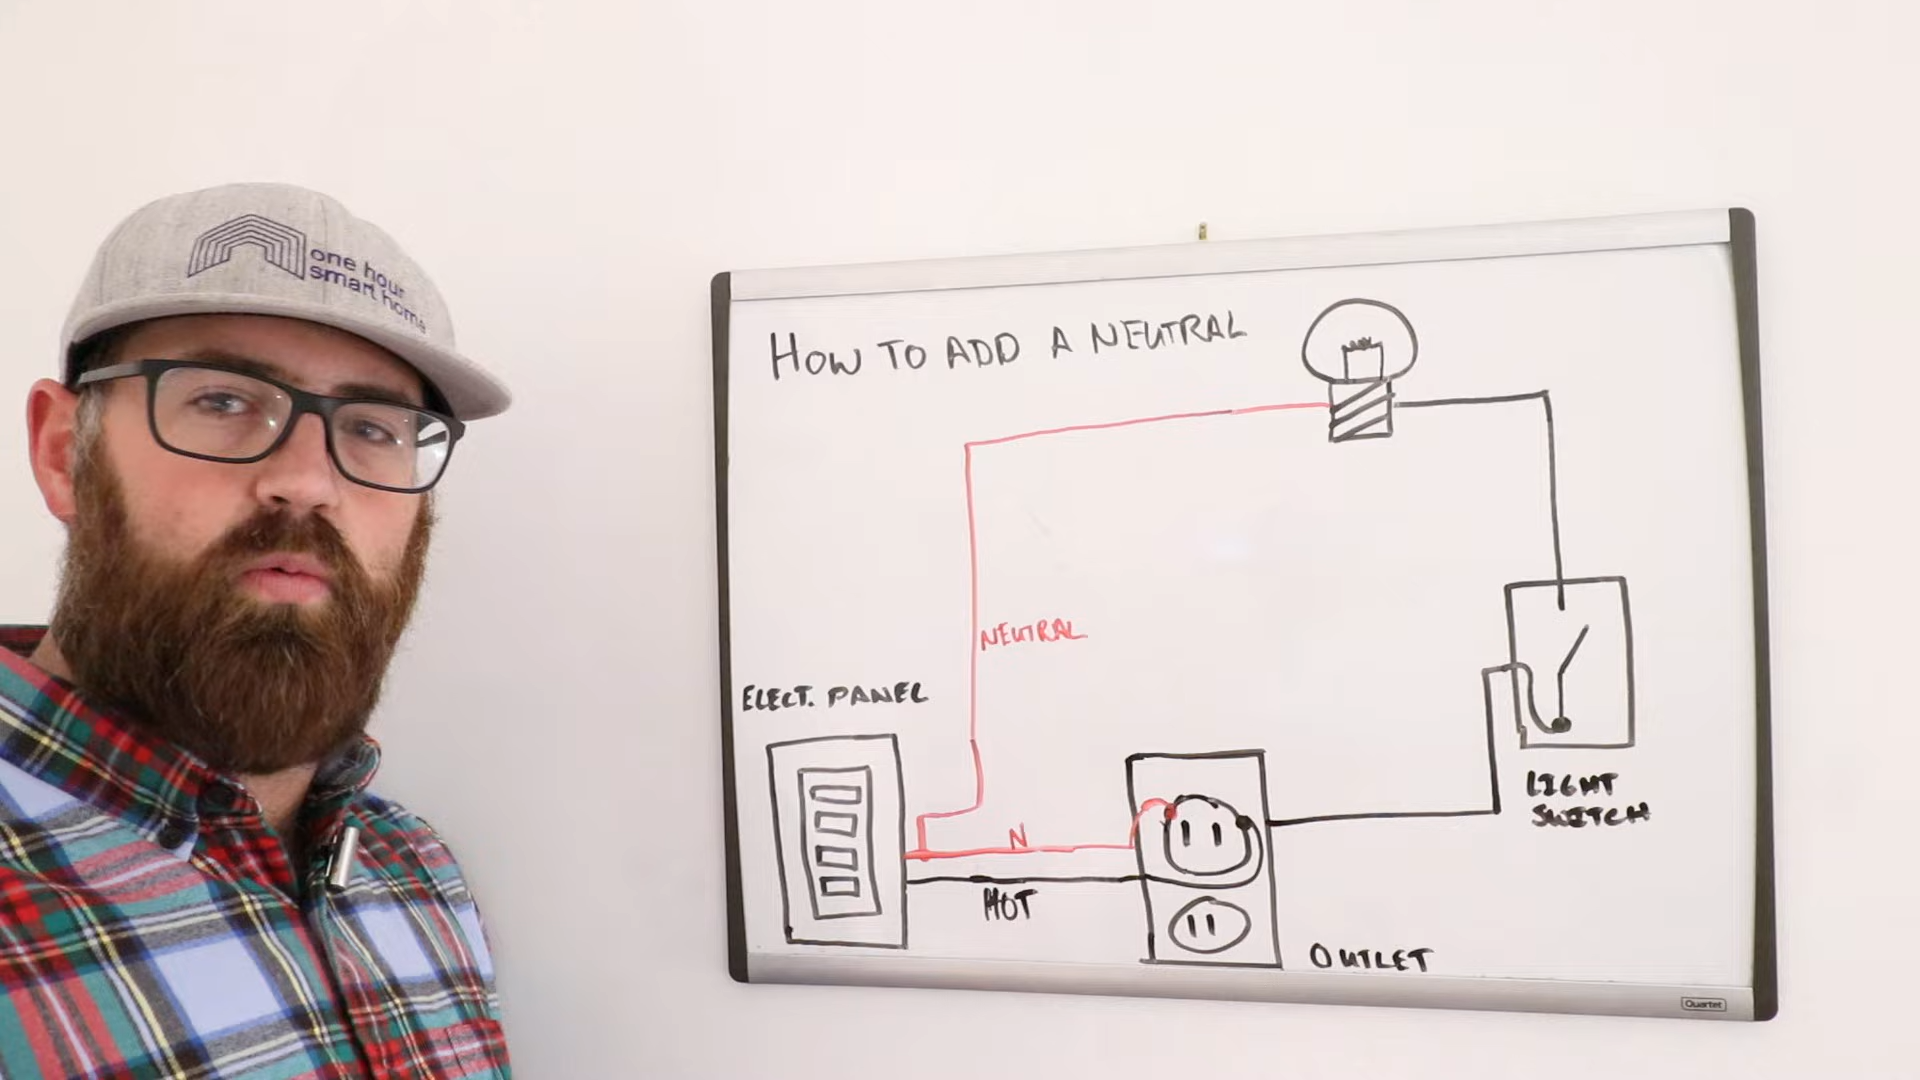 one hour
smart home
HOW TO ADD A NEUTRAL
NEUTRAL
ELECT. PANEL
LIGHT
SWITCH
N
HOT
OUTLET
Quartet